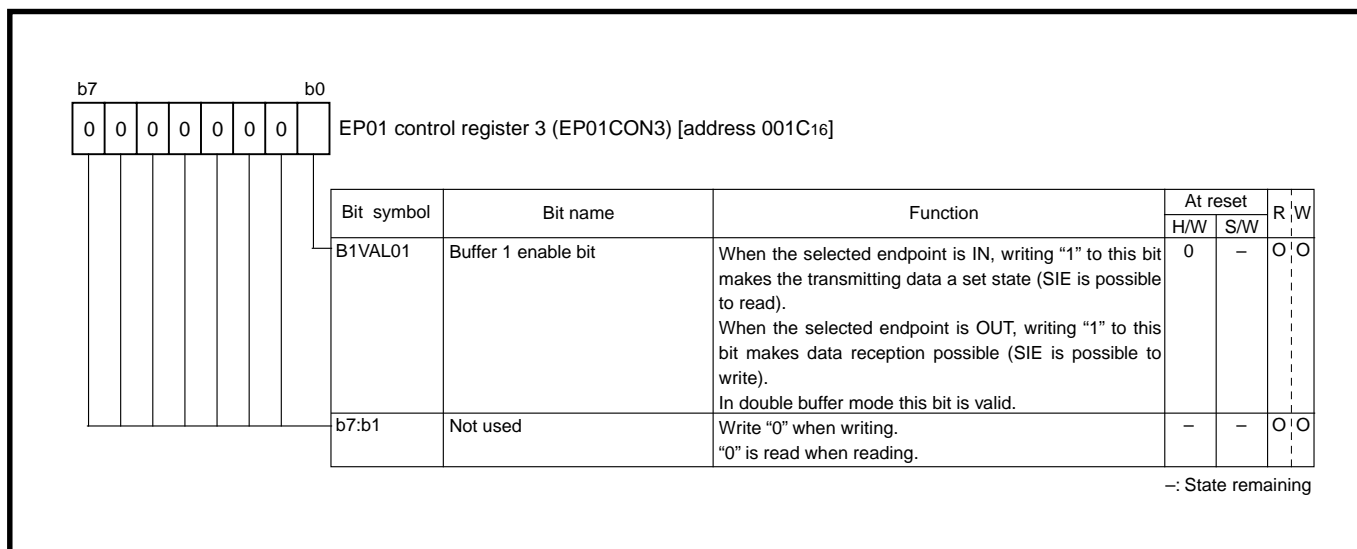 b7 b0
0 0 0 0 0 0 0
EP01 control register 3 (EP01CON3) [address 001C16]
Bit symbol Bit name Function At reset R W
H/W S/W
B1VAL01 Buffer 1 enable bit When the selected endpoint is IN, writing “1” to this bit 0 – O O
makes the transmitting data a set state (SIE is possible
to read).
When the selected endpoint is OUT, writing “1” to this
bit makes data reception possible (SIE is possible to
write).
In double buffer mode this bit is valid.
b7:b1 Not used Write “0” when writing. – – O O
“0” is read when reading.
–: State remaining